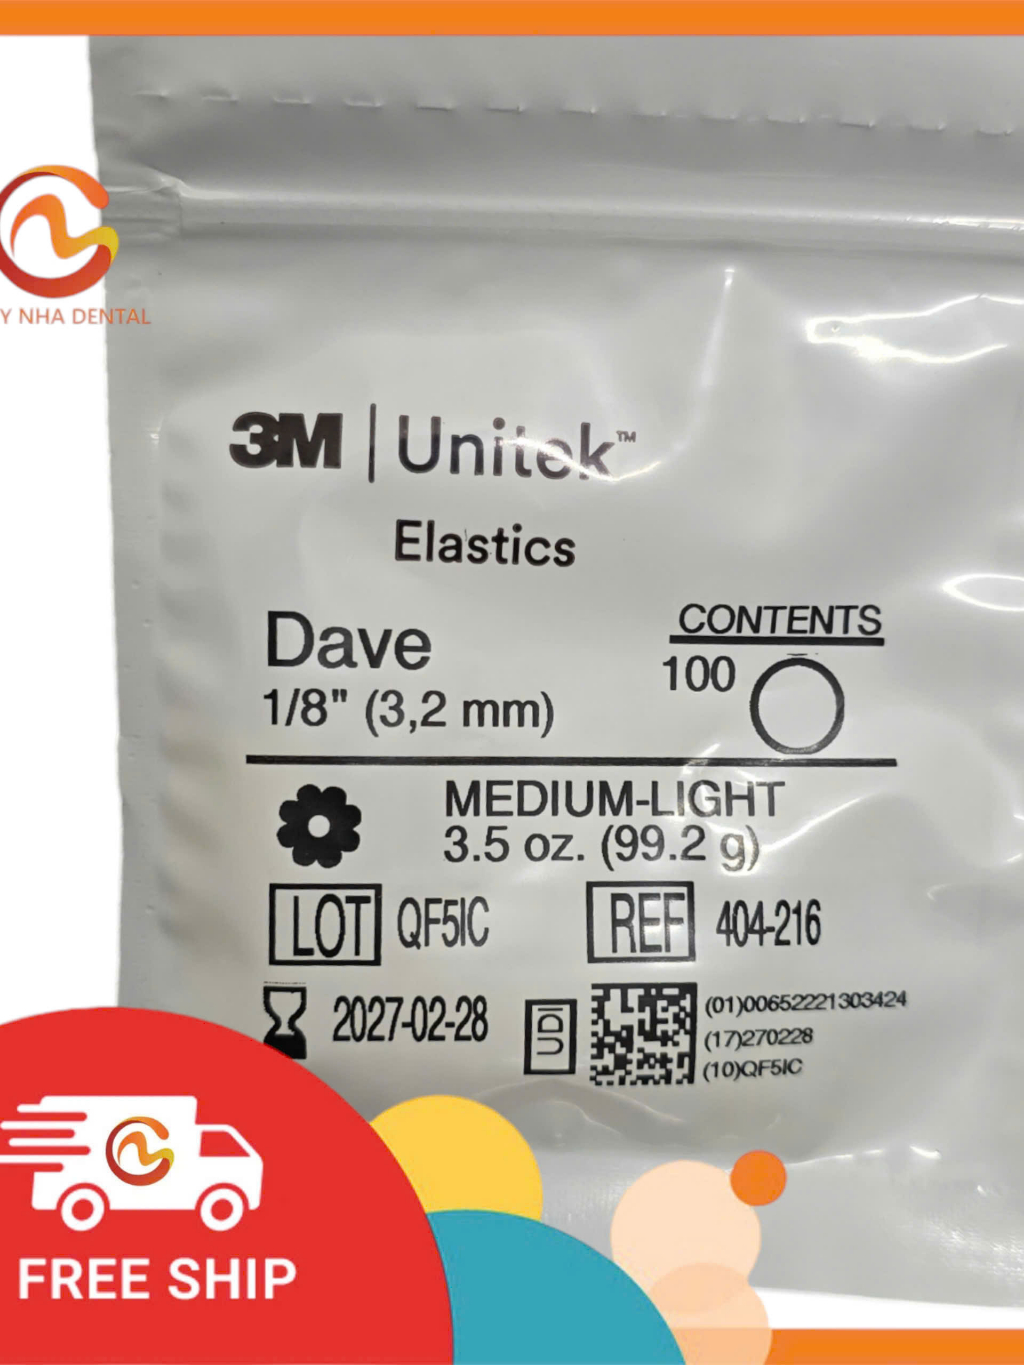 Y NHA DENTAL
3M | Unitek™
Elastics
Dave
1/8" (3,2 mm)
CONTENTS
100
MEDIUM-LIGHT
3.5 oz. (99.2 g)
LOT QF5IC
REF 404-216
2027-02-28
UDI
(01)00652221303424
(17)270228
(10)QF5IC
FREE SHIP